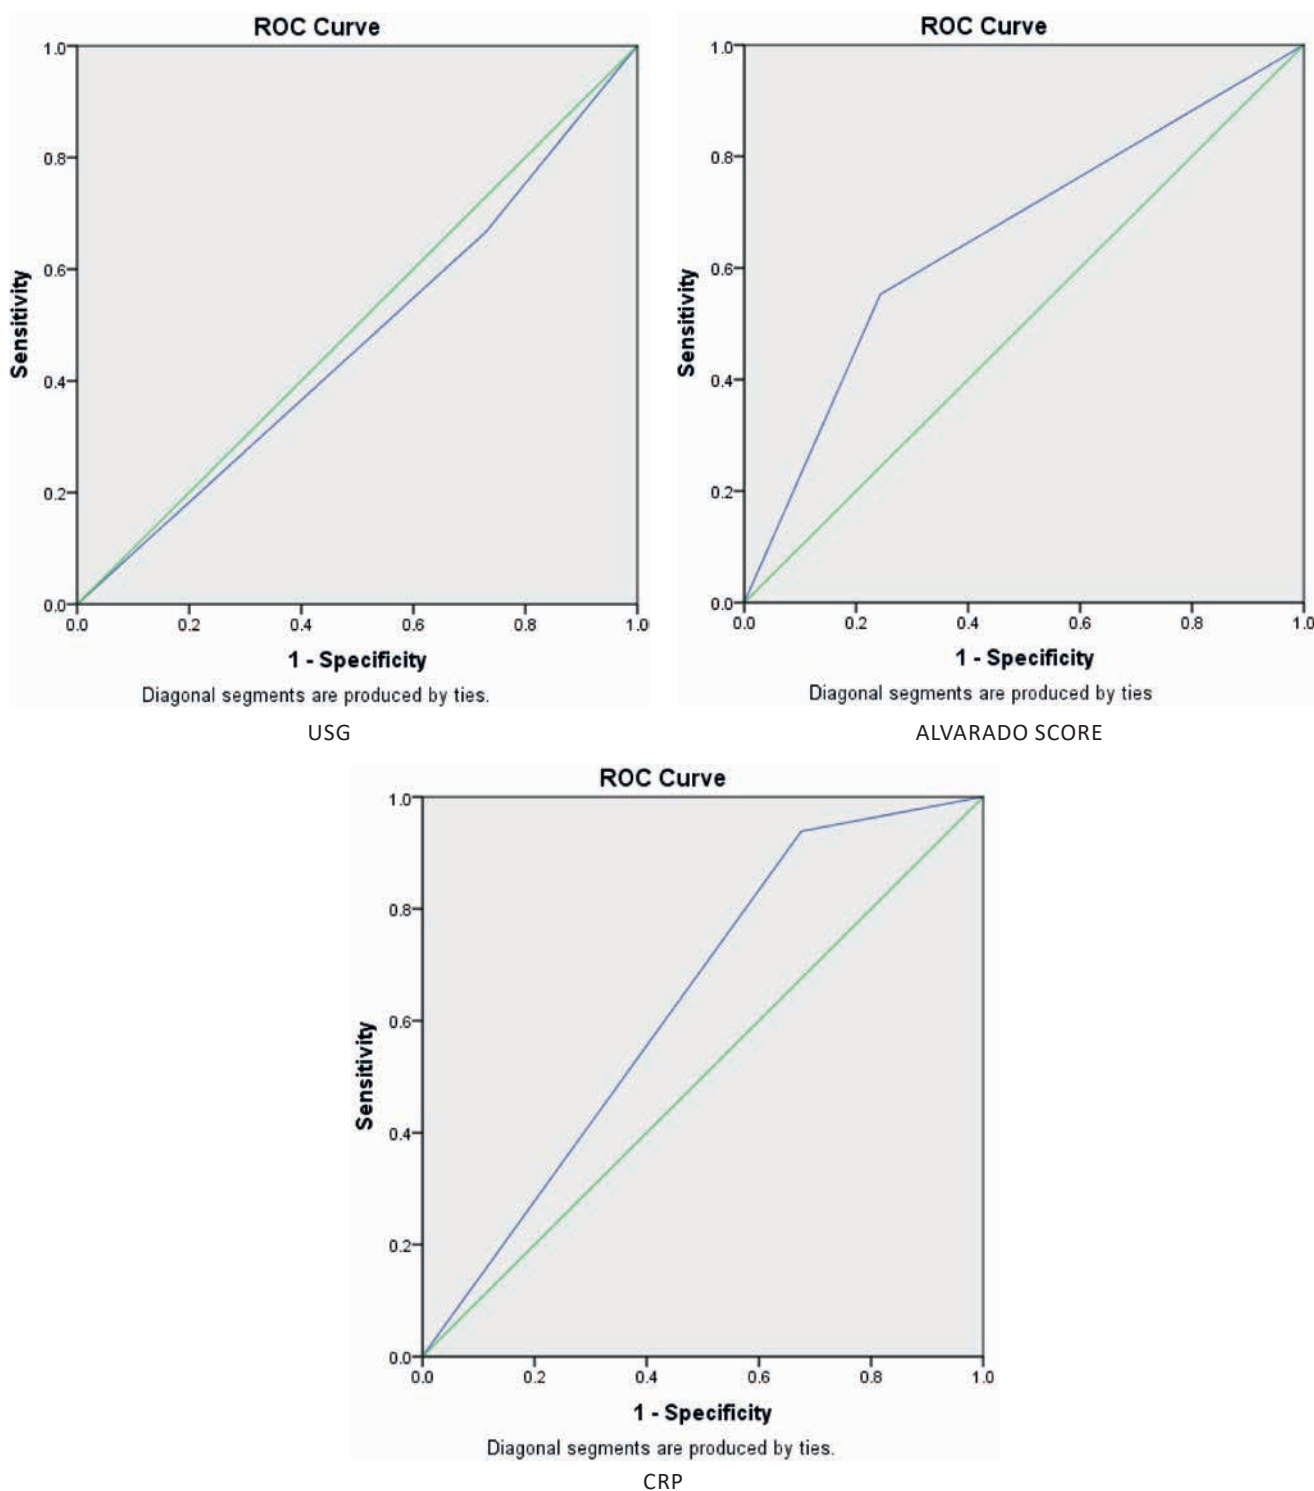 ROC Curve
1.0
0.8
0.6
0.4
0.2
0.0
Sensitivity
0.0 0.2 0.4 0.6 0.8 1.0
1 - Specificity
Diagonal segments are produced by ties.
USG
ROC Curve
1.0
0.8
0.6
0.4
0.2
0.0
Sensitivity
0.0 0.2 0.4 0.6 0.8 1.0
1 - Specificity
Diagonal segments are produced by ties
ALVARADO SCORE
ROC Curve
1.0
0.8
0.6
0.4
0.2
0.0
Sensitivity
0.0 0.2 0.4 0.6 0.8 1.0
1 - Specificity
Diagonal segments are produced by ties.
CRP